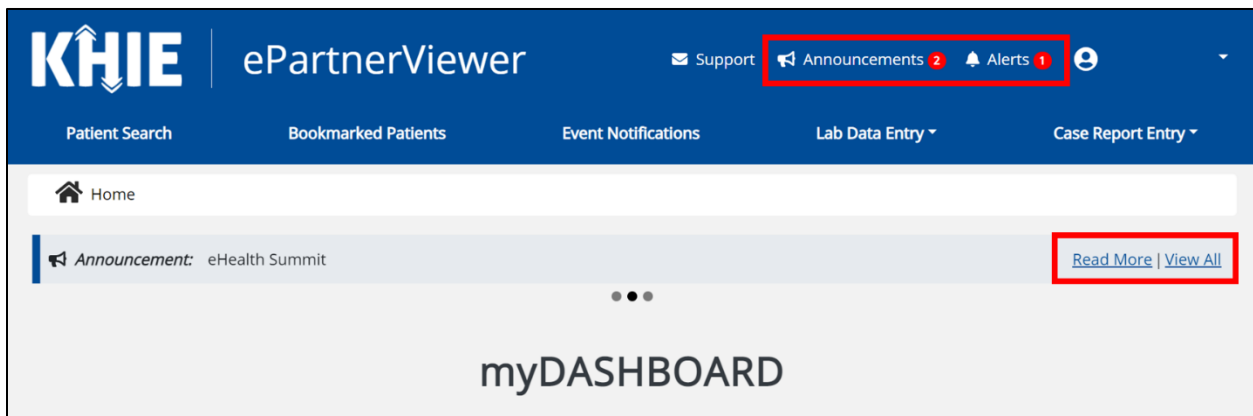 KHIE ePartnerViewer Support Announcements 2 Alerts 1
Patient Search Bookmarked Patients Event Notifications Lab Data Entry Case Report Entry
Home
Announcement: eHealth Summit Read More | View All
myDASHBOARD